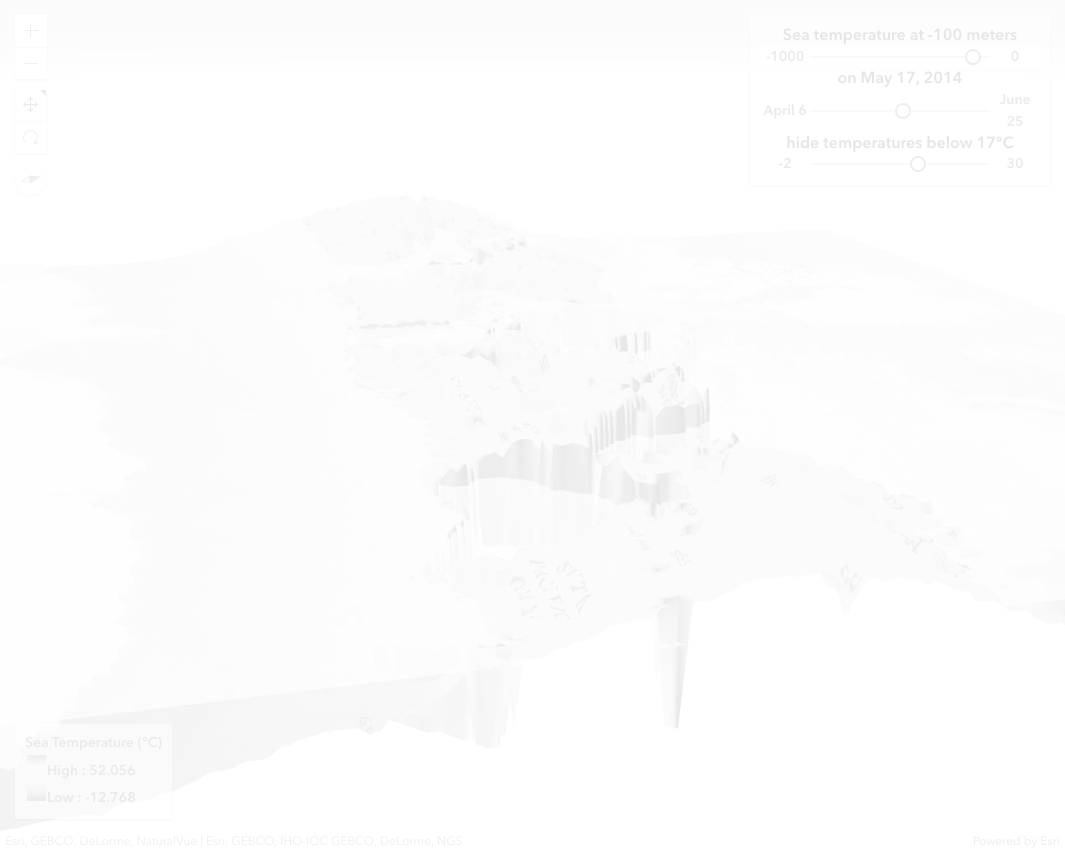 Sea temperature at -100 meters
-1000 0
on May 17, 2014
April 6 June 25
hide temperatures below 17°C
-2 30
Sea Temperature (°C)
High : 52.056
Low : -12.768
Esri, GEBCO, DeLorme, NaturalVue | Esri, GEBCO, IHO-IOC GEBCO, DeLorme, NGS
Powered by Esri